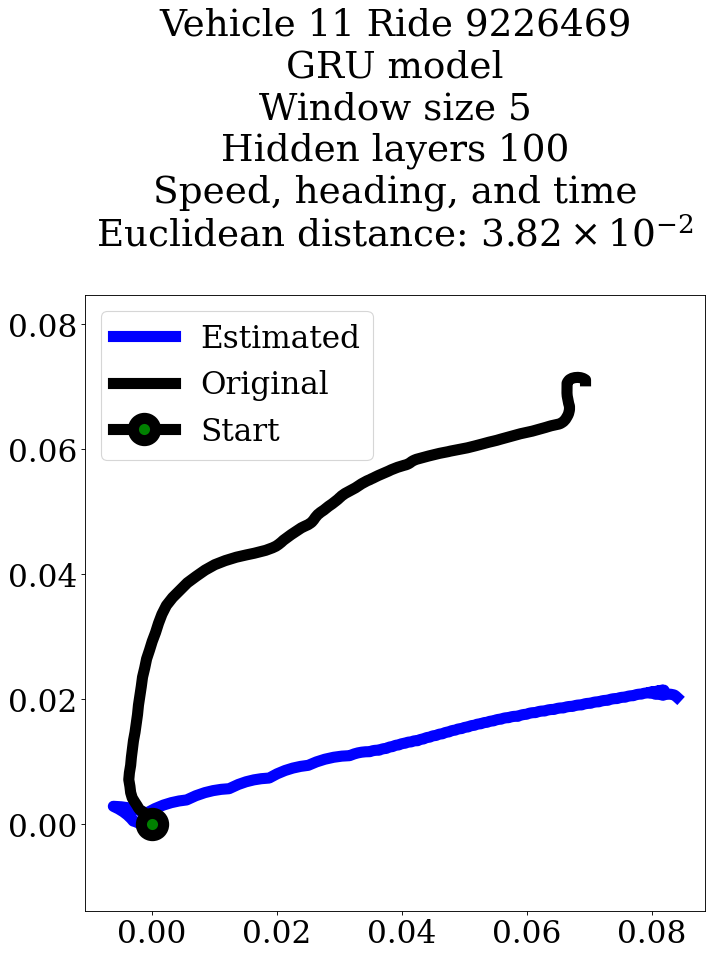 Vehicle 11 Ride 9226469
GRU model
Window size 5
Hidden layers 100
Speed, heading, and time
Euclidean distance: 3.82 × 10⁻²
Estimated
Original
Start
0.08
0.06
0.04
0.02
0.00
0.00 0.02 0.04 0.06 0.08